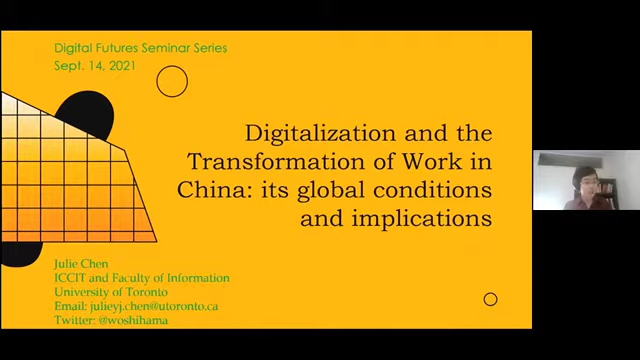 Digital Futures Seminar Series
Sept. 14, 2021
Digitalization and the
Transformation of Work in
China: its global conditions
and implications
Julie Chen
ICCIT and Faculty of Information
University of Toronto
Email: julieyj.chen@utoronto.ca
Twitter: @woshihama